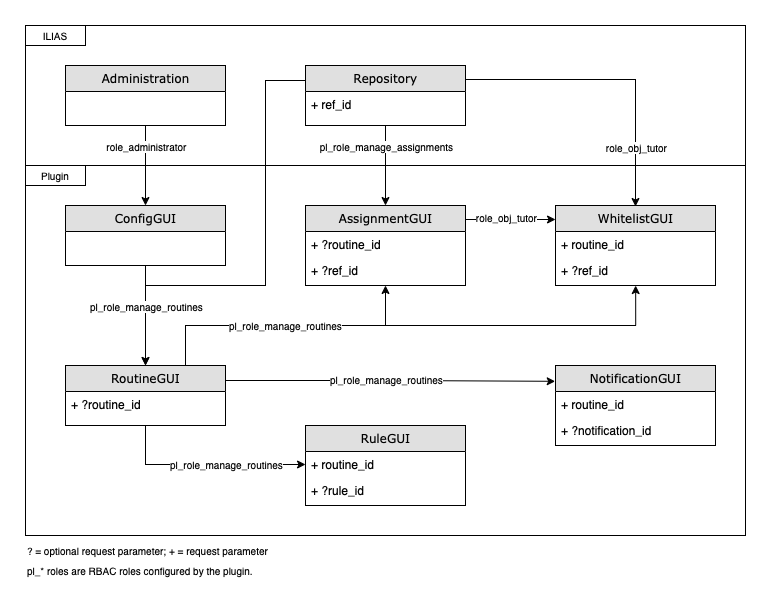 ILIAS
Administration
Repository
+ ref_id
role_administrator
pl_role_manage_assignments
role_obj_tutor
Plugin
ConfigGUI
AssignmentGUI
+ ?routine_id
+ ?ref_id
role_obj_tutor
WhitelistGUI
+ routine_id
+ ?ref_id
pl_role_manage_routines
pl_role_manage_routines
RoutineGUI
+ ?routine_id
pl_role_manage_routines
NotificationGUI
+ routine_id
+ ?notification_id
pl_role_manage_routines
RuleGUI
+ routine_id
+ ?rule_id
? = optional request parameter; + = request parameter
pl_* roles are RBAC roles configured by the plugin.